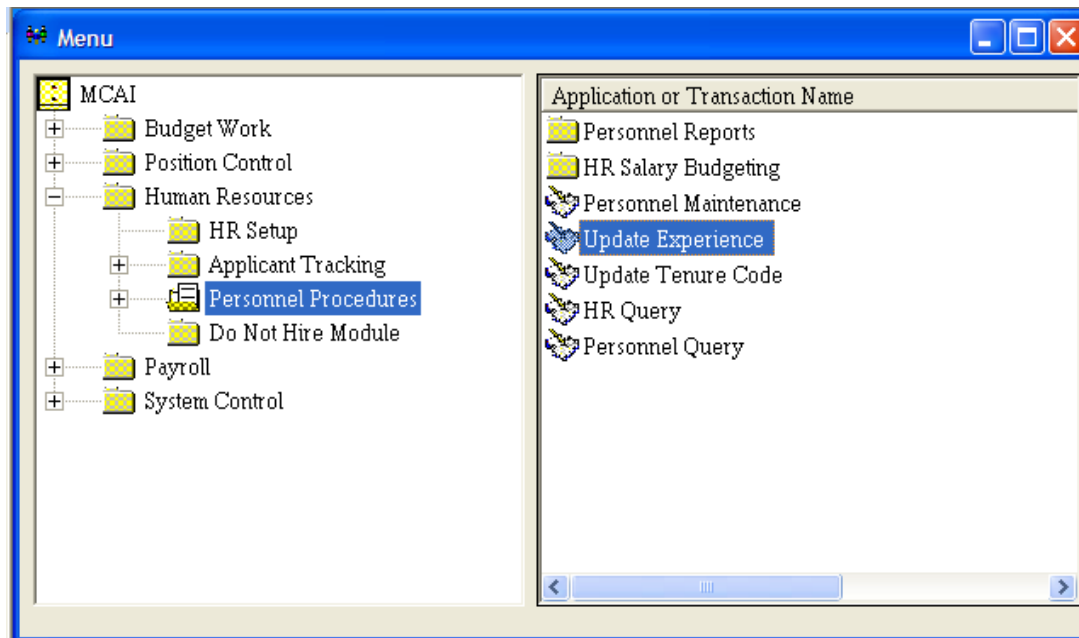 Menu
MCAI
Budget Work
Position Control
Human Resources
HR Setup
Applicant Tracking
Personnel Procedures
Do Not Hire Module
Payroll
System Control
Application or Transaction Name
Personnel Reports
HR Salary Budgeting
Personnel Maintenance
Update Experience
Update Tenure Code
HR Query
Personnel Query